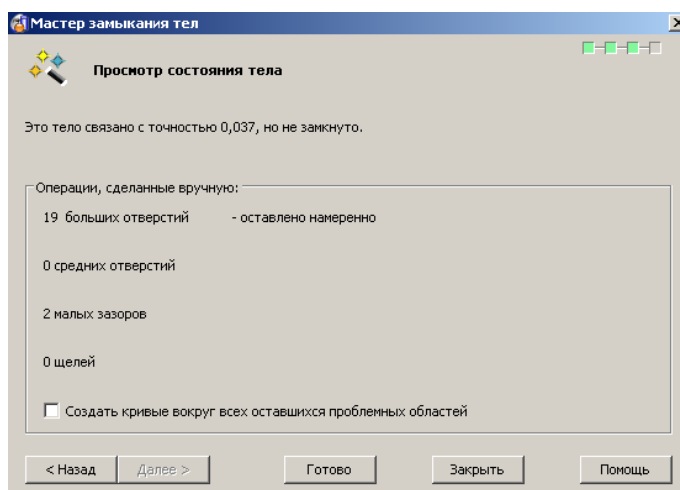 Мастер замыкания тел
Просмотр состояния тела
Это тело связано с точностью 0,037, но не замкнуто.
Операции, сделанные вручную:
19 больших отверстий - оставлено намеренно
0 средних отверстий
2 малых зазоров
0 щелей
Создать кривые вокруг всех оставшихся проблемных областей
< Назад Далее > Готово Закрыть Помощь